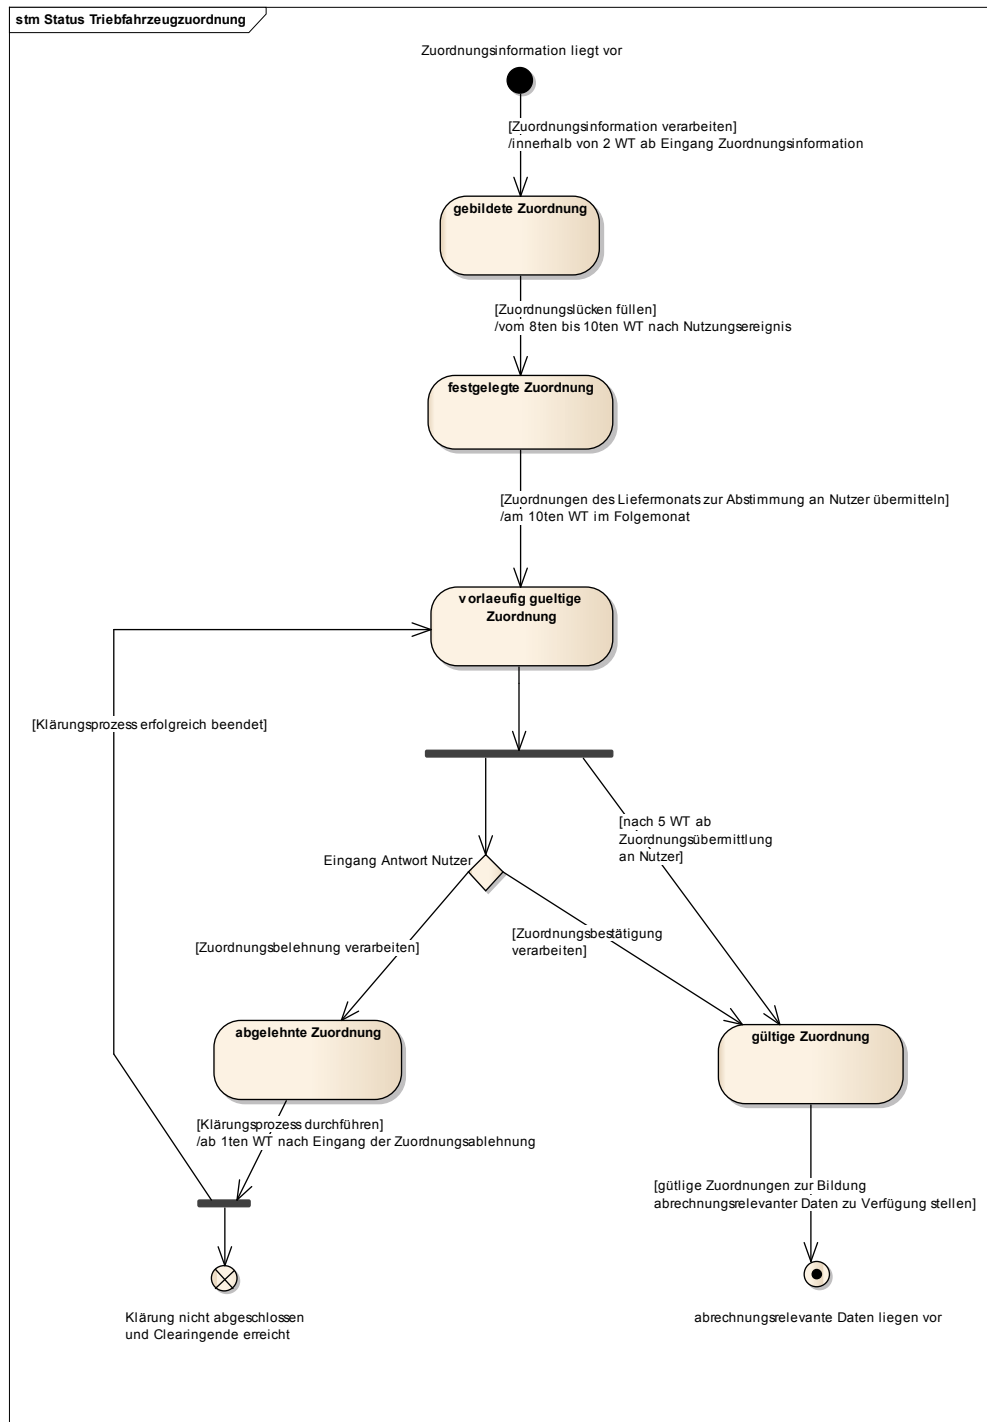 stm Status Triebfahrzeugzuordnung
Zuordnungsinformation liegt vor
[Zuordnungsinformation verarbeiten]
/innerhalb von 2 WT ab Eingang Zuordnungsinformation
gebildete Zuordnung
[Zuordnungslücken füllen]
/vom 8ten bis 10ten WT nach Nutzungsereignis
festgelegte Zuordnung
[Zuordnungen des Liefermonats zur Abstimmung an Nutzer übermitteln]
/am 10ten WT im Folgemonat
vorlaeufig gueltige
Zuordnung
[Klärungsprozess erfolgreich beendet]
[nach 5 WT ab
Zuordnungsübermittlung
an Nutzer]
Eingang Antwort Nutzer
[Zuordnungsbelehnung verarbeiten]
[Zuordnungsbestätigung
verarbeiten]
abgelehnte Zuordnung
gültige Zuordnung
[Klärungsprozess durchführen]
/ab 1ten WT nach Eingang der Zuordnungsablehnung
[gütlige Zuordnungen zur Bildung
abrechnungsrelevanter Daten zu Verfügung stellen]
Klärung nicht abgeschlossen
und Clearingende erreicht
abrechnungsrelevante Daten liegen vor